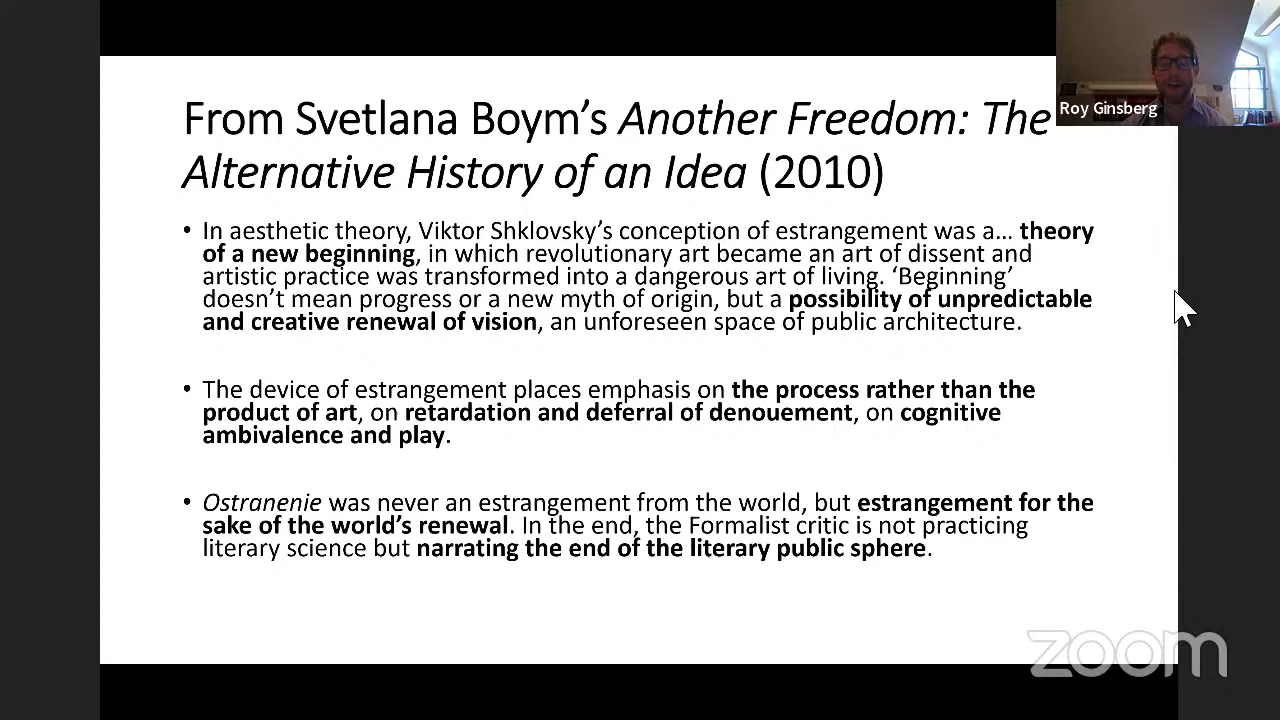 Roy Ginsberg
From Svetlana Boym’s Another Freedom: The
Alternative History of an Idea (2010)
• In aesthetic theory, Viktor Shklovsky’s conception of estrangement was a… theory
of a new beginning, in which revolutionary art became an art of dissent and
artistic practice was transformed into a dangerous art of living. ‘Beginning’
doesn’t mean progress or a new myth of origin, but a possibility of unpredictable
and creative renewal of vision, an unforeseen space of public architecture.
• The device of estrangement places emphasis on the process rather than the
product of art, on retardation and deferral of denouement, on cognitive
ambivalence and play.
• Ostranenie was never an estrangement from the world, but estrangement for the
sake of the world’s renewal. In the end, the Formalist critic is not practicing
literary science but narrating the end of the literary public sphere.
zoom